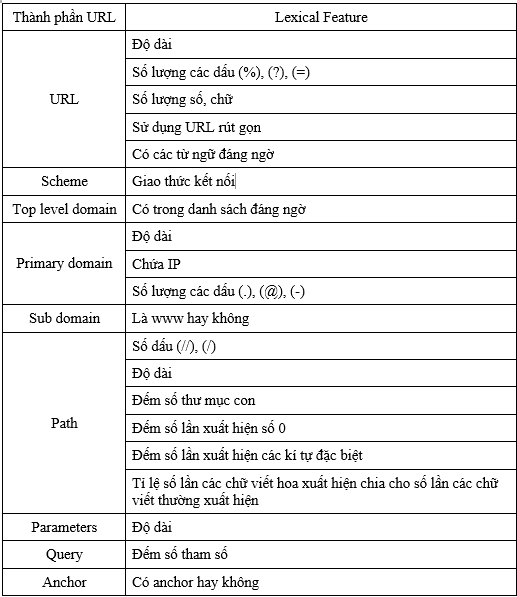 Thành phần URL
Lexical Feature
URL
Độ dài
Số lượng các dấu (%), (?), (=)
Số lượng số, chữ
Sử dụng URL rút gọn
Có các từ ngữ đáng ngờ
Scheme
Giao thức kết nối
Top level domain
Có trong danh sách đáng ngờ
Primary domain
Độ dài
Chứa IP
Số lượng các dấu (.), (@), (-)
Sub domain
Là www hay không
Path
Số dấu (//), (/)
Độ dài
Đếm số thư mục con
Đếm số lần xuất hiện số 0
Đếm số lần xuất hiện các kí tự đặc biệt
Tỉ lệ số lần các chữ viết hoa xuất hiện chia cho số lần các chữ
viết thường xuất hiện
Parameters
Độ dài
Query
Đếm số tham số
Anchor
Có anchor hay không